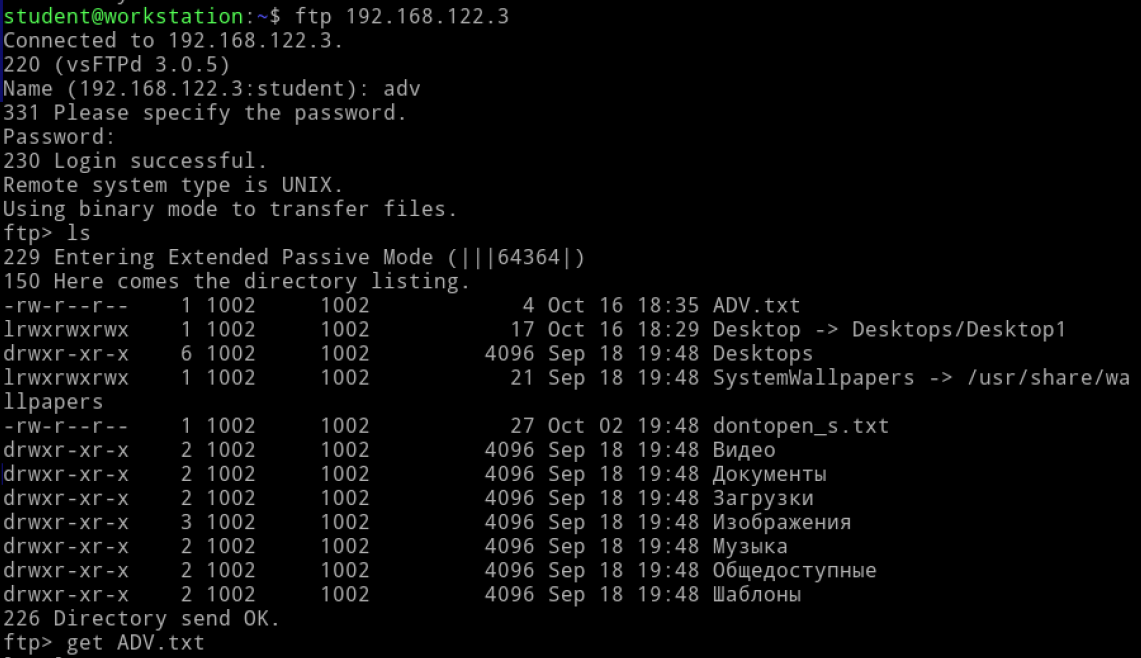 student@workstation:~$ ftp 192.168.122.3
Connected to 192.168.122.3.
220 (vsFTPd 3.0.5)
Name (192.168.122.3:student): adv
331 Please specify the password.
Password:
230 Login successful.
Remote system type is UNIX.
Using binary mode to transfer files.
ftp> ls
229 Entering Extended Passive Mode (|||64364|)
150 Here comes the directory listing.
-rw-r--r--    1 1002     1002            4 Oct 16 18:35 ADV.txt
lrwxrwxrwx    1 1002     1002           17 Oct 16 18:29 Desktop -> Desktops/Desktop1
drwxr-xr-x    6 1002     1002         4096 Sep 18 19:48 Desktops
lrwxrwxrwx    1 1002     1002           21 Sep 18 19:48 SystemWallpapers -> /usr/share/wa
llpapers
-rw-r--r--    1 1002     1002           27 Oct 02 19:48 dontopen_s.txt
drwxr-xr-x    2 1002     1002         4096 Sep 18 19:48 Видео
drwxr-xr-x    2 1002     1002         4096 Sep 18 19:48 Документы
drwxr-xr-x    2 1002     1002         4096 Sep 18 19:48 Загрузки
drwxr-xr-x    3 1002     1002         4096 Sep 18 19:48 Изображения
drwxr-xr-x    2 1002     1002         4096 Sep 18 19:48 Музыка
drwxr-xr-x    2 1002     1002         4096 Sep 18 19:48 Общедоступные
drwxr-xr-x    2 1002     1002         4096 Sep 18 19:48 Шаблоны
226 Directory send OK.
ftp> get ADV.txt